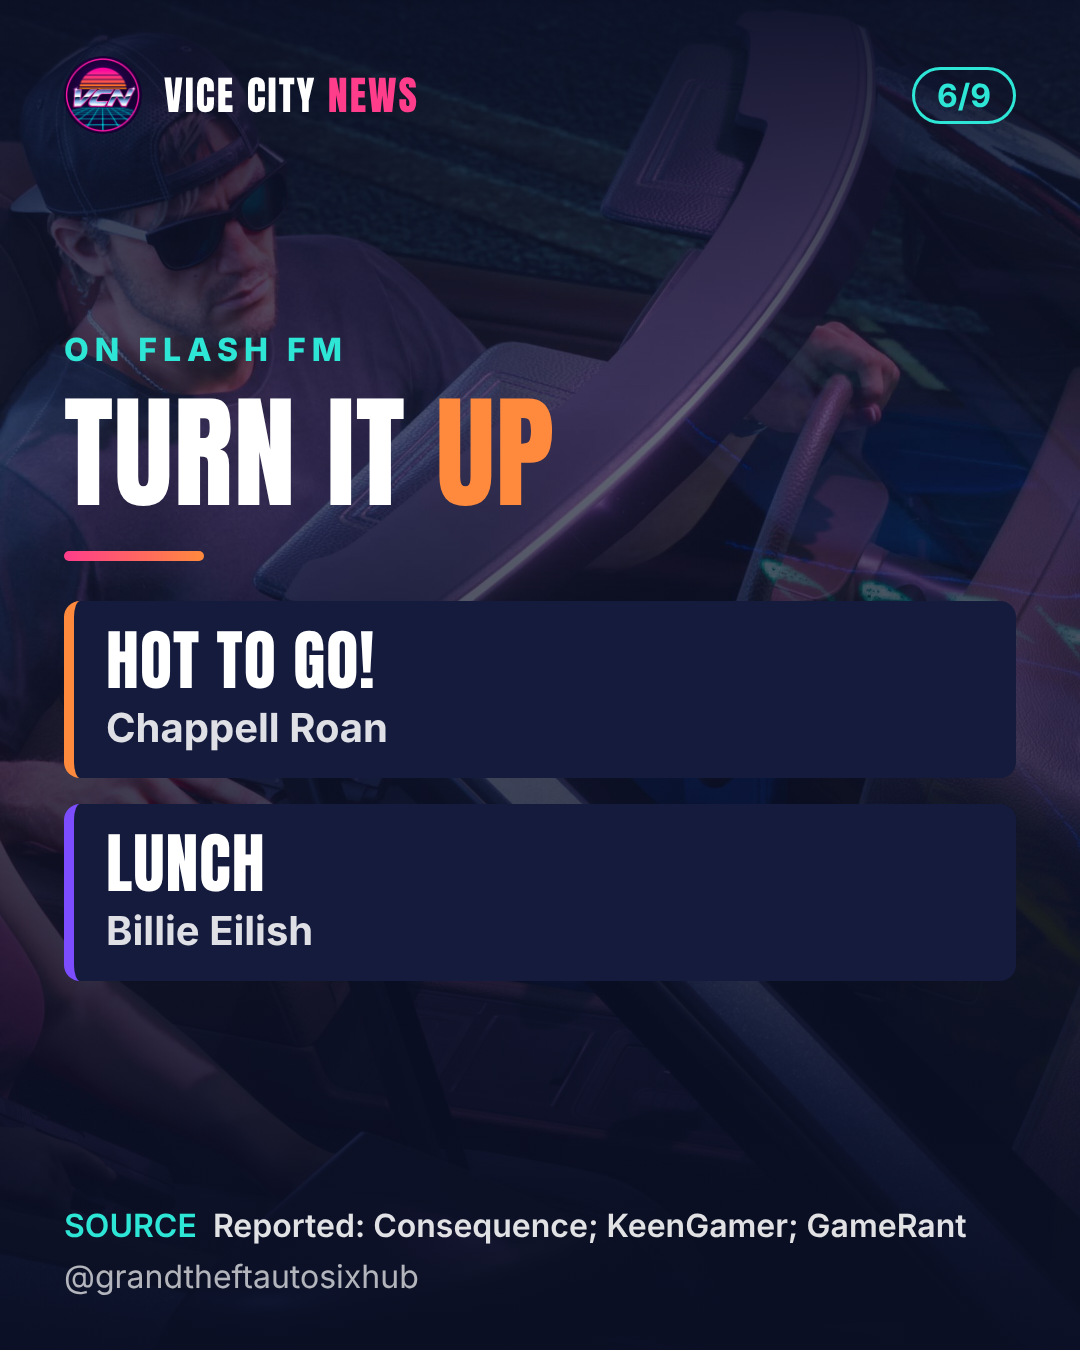 VCN
VICE CITY NEWS
6/9
ON FLASH FM
TURN IT UP
HOT TO GO!
Chappell Roan
LUNCH
Billie Eilish
SOURCE Reported: Consequence; KeenGamer; GameRant
@grandtheftautosixhub